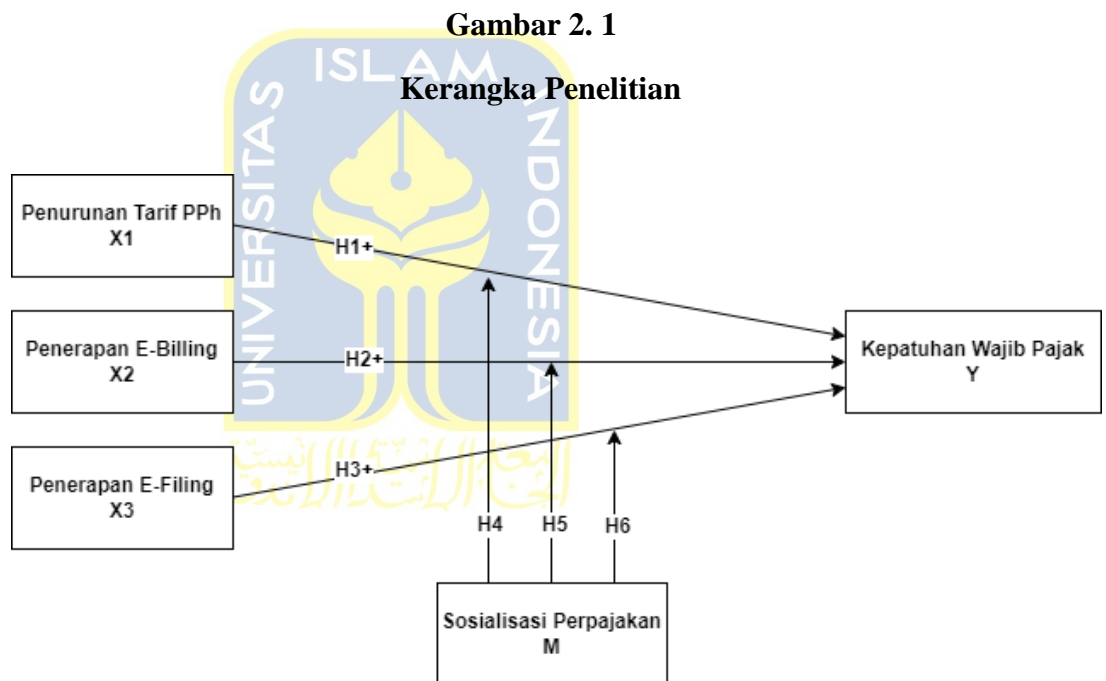 Gambar 2. 1
Kerangka Penelitian
UNIVERSITAS
ISLAM
INDONESIA
Penurunan Tarif PPh
X1
H1+
Penerapan E-Billing
X2
H2+
Kepatuhan Wajib Pajak
Y
Penerapan E-Filing
X3
H3+
H4
H5
H6
Sosialisasi Perpajakan
M